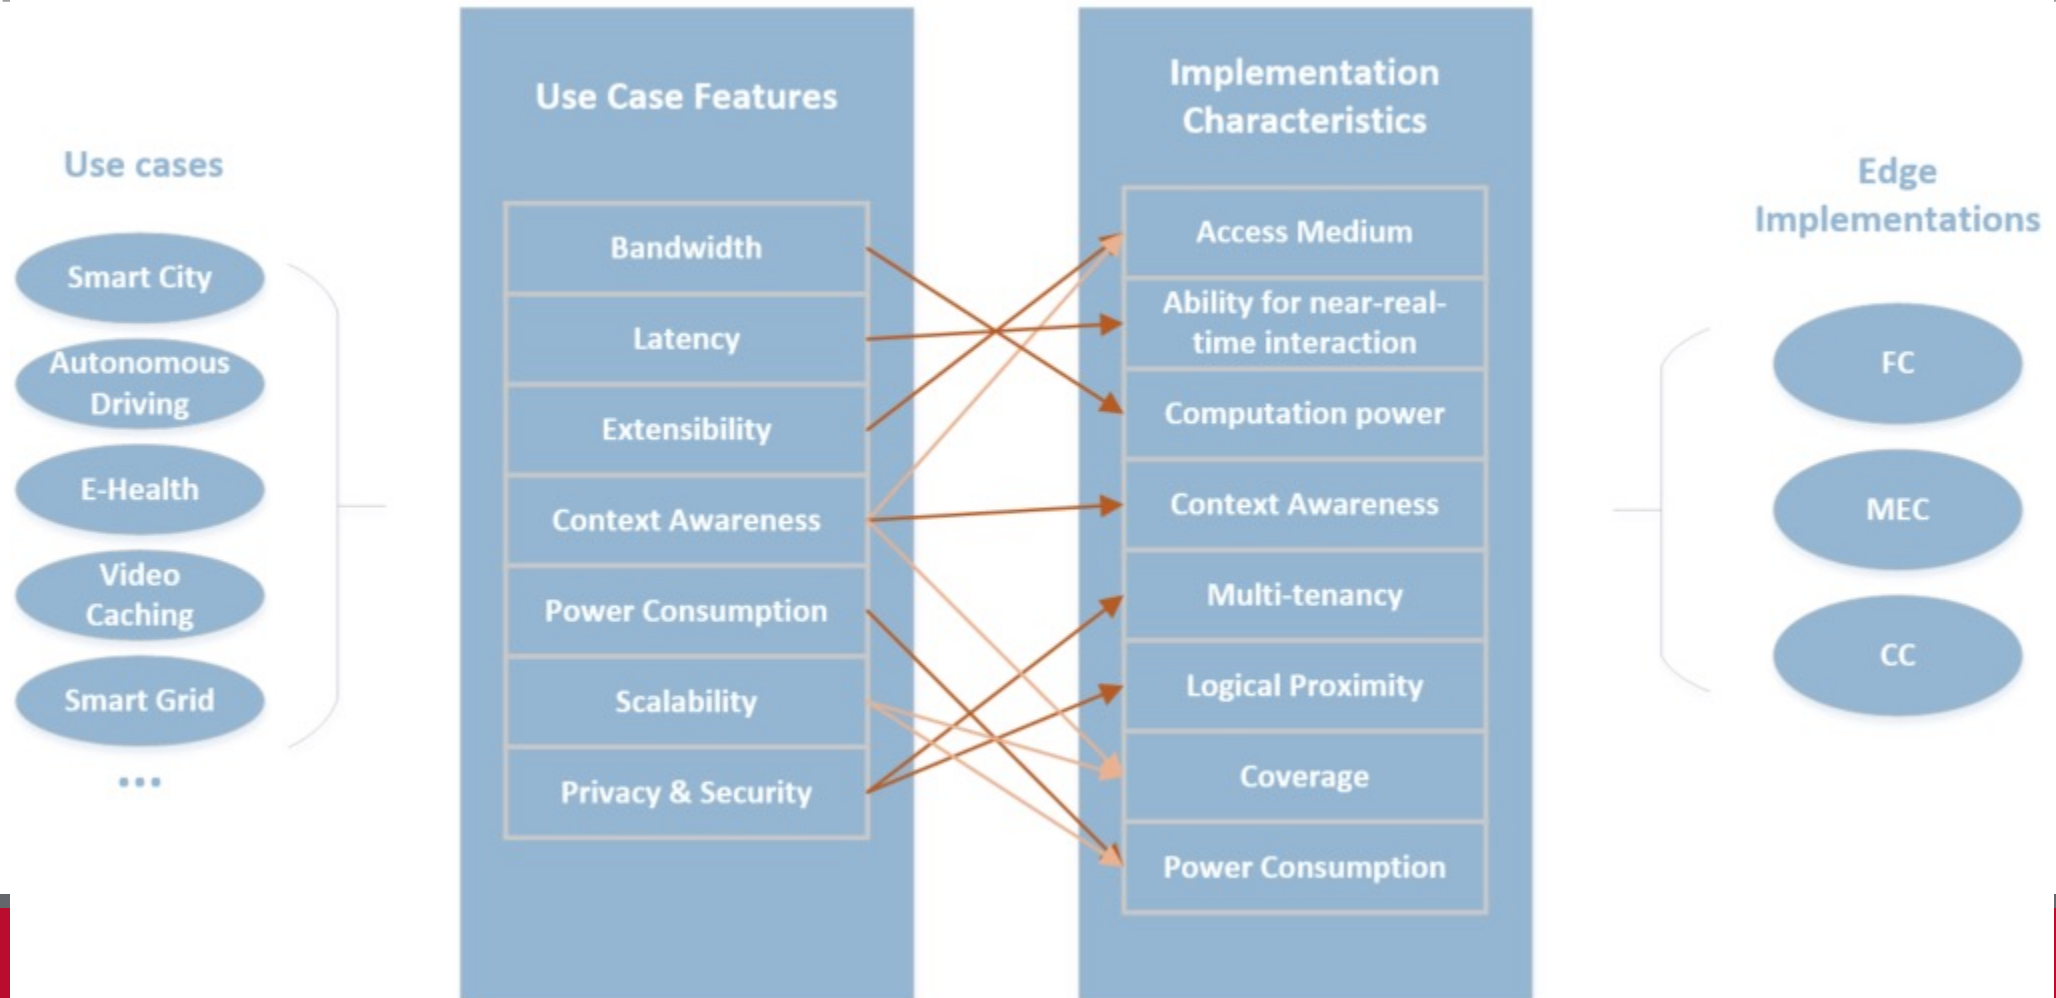 Use cases
Smart City
Autonomous
Driving
E-Health
Video
Caching
Smart Grid
...
Use Case Features
Bandwidth
Latency
Extensibility
Context Awareness
Power Consumption
Scalability
Privacy & Security
Implementation
Characteristics
Access Medium
Ability for near-real-
time interaction
Computation power
Context Awareness
Multi-tenancy
Logical Proximity
Coverage
Power Consumption
Edge
Implementations
FC
MEC
CC